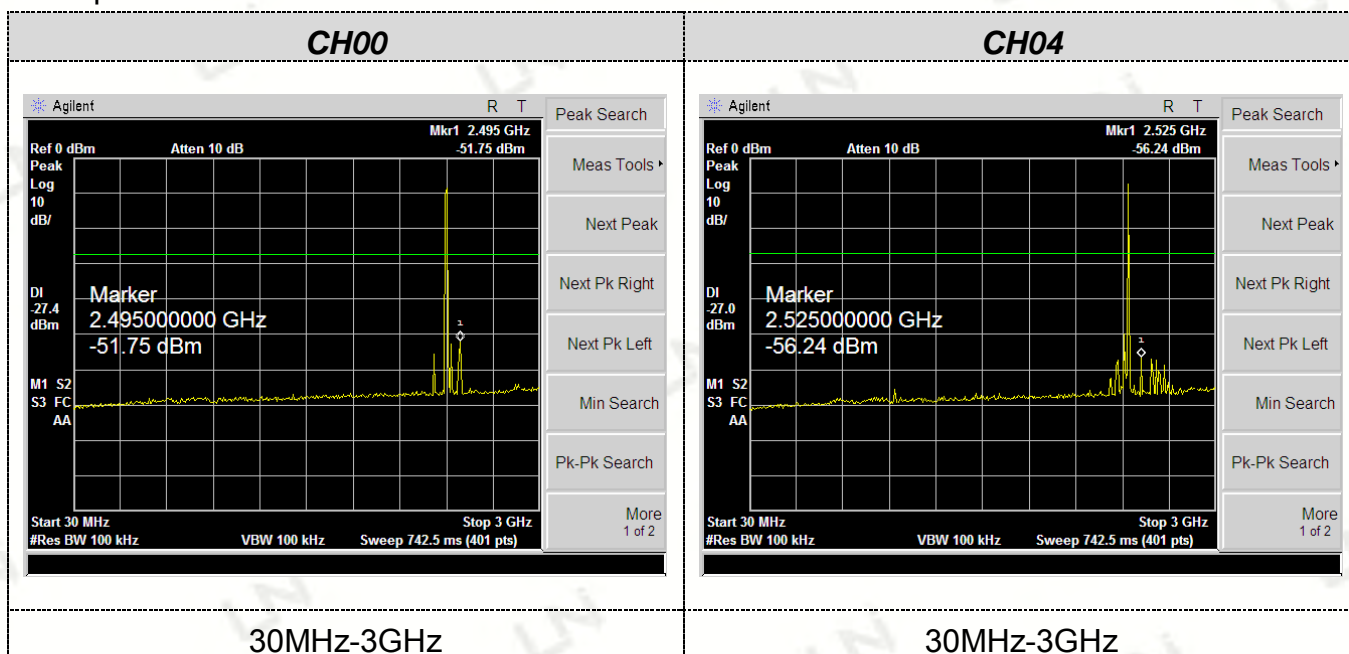 CH00
CH04
Agilent R T
Mkr1 2.495 GHz
Ref 0 dBm Atten 10 dB -51.75 dBm
Peak
Log
10
dB/
DI
-27.4
dBm
Marker
2.495000000 GHz
-51.75 dBm
1
M1 S2
S3 FC
AA
Start 30 MHz Stop 3 GHz
#Res BW 100 kHz VBW 100 kHz Sweep 742.5 ms (401 pts)
Peak Search
Meas Tools
Next Peak
Next Pk Right
Next Pk Left
Min Search
Pk-Pk Search
More
1 of 2
Agilent R T
Mkr1 2.525 GHz
Ref 0 dBm Atten 10 dB -56.24 dBm
Peak
Log
10
dB/
DI
-27.0
dBm
Marker
2.525000000 GHz
-56.24 dBm
1
M1 S2
S3 FC
AA
Start 30 MHz Stop 3 GHz
#Res BW 100 kHz VBW 100 kHz Sweep 742.5 ms (401 pts)
Peak Search
Meas Tools
Next Peak
Next Pk Right
Next Pk Left
Min Search
Pk-Pk Search
More
1 of 2
30MHz-3GHz
30MHz-3GHz